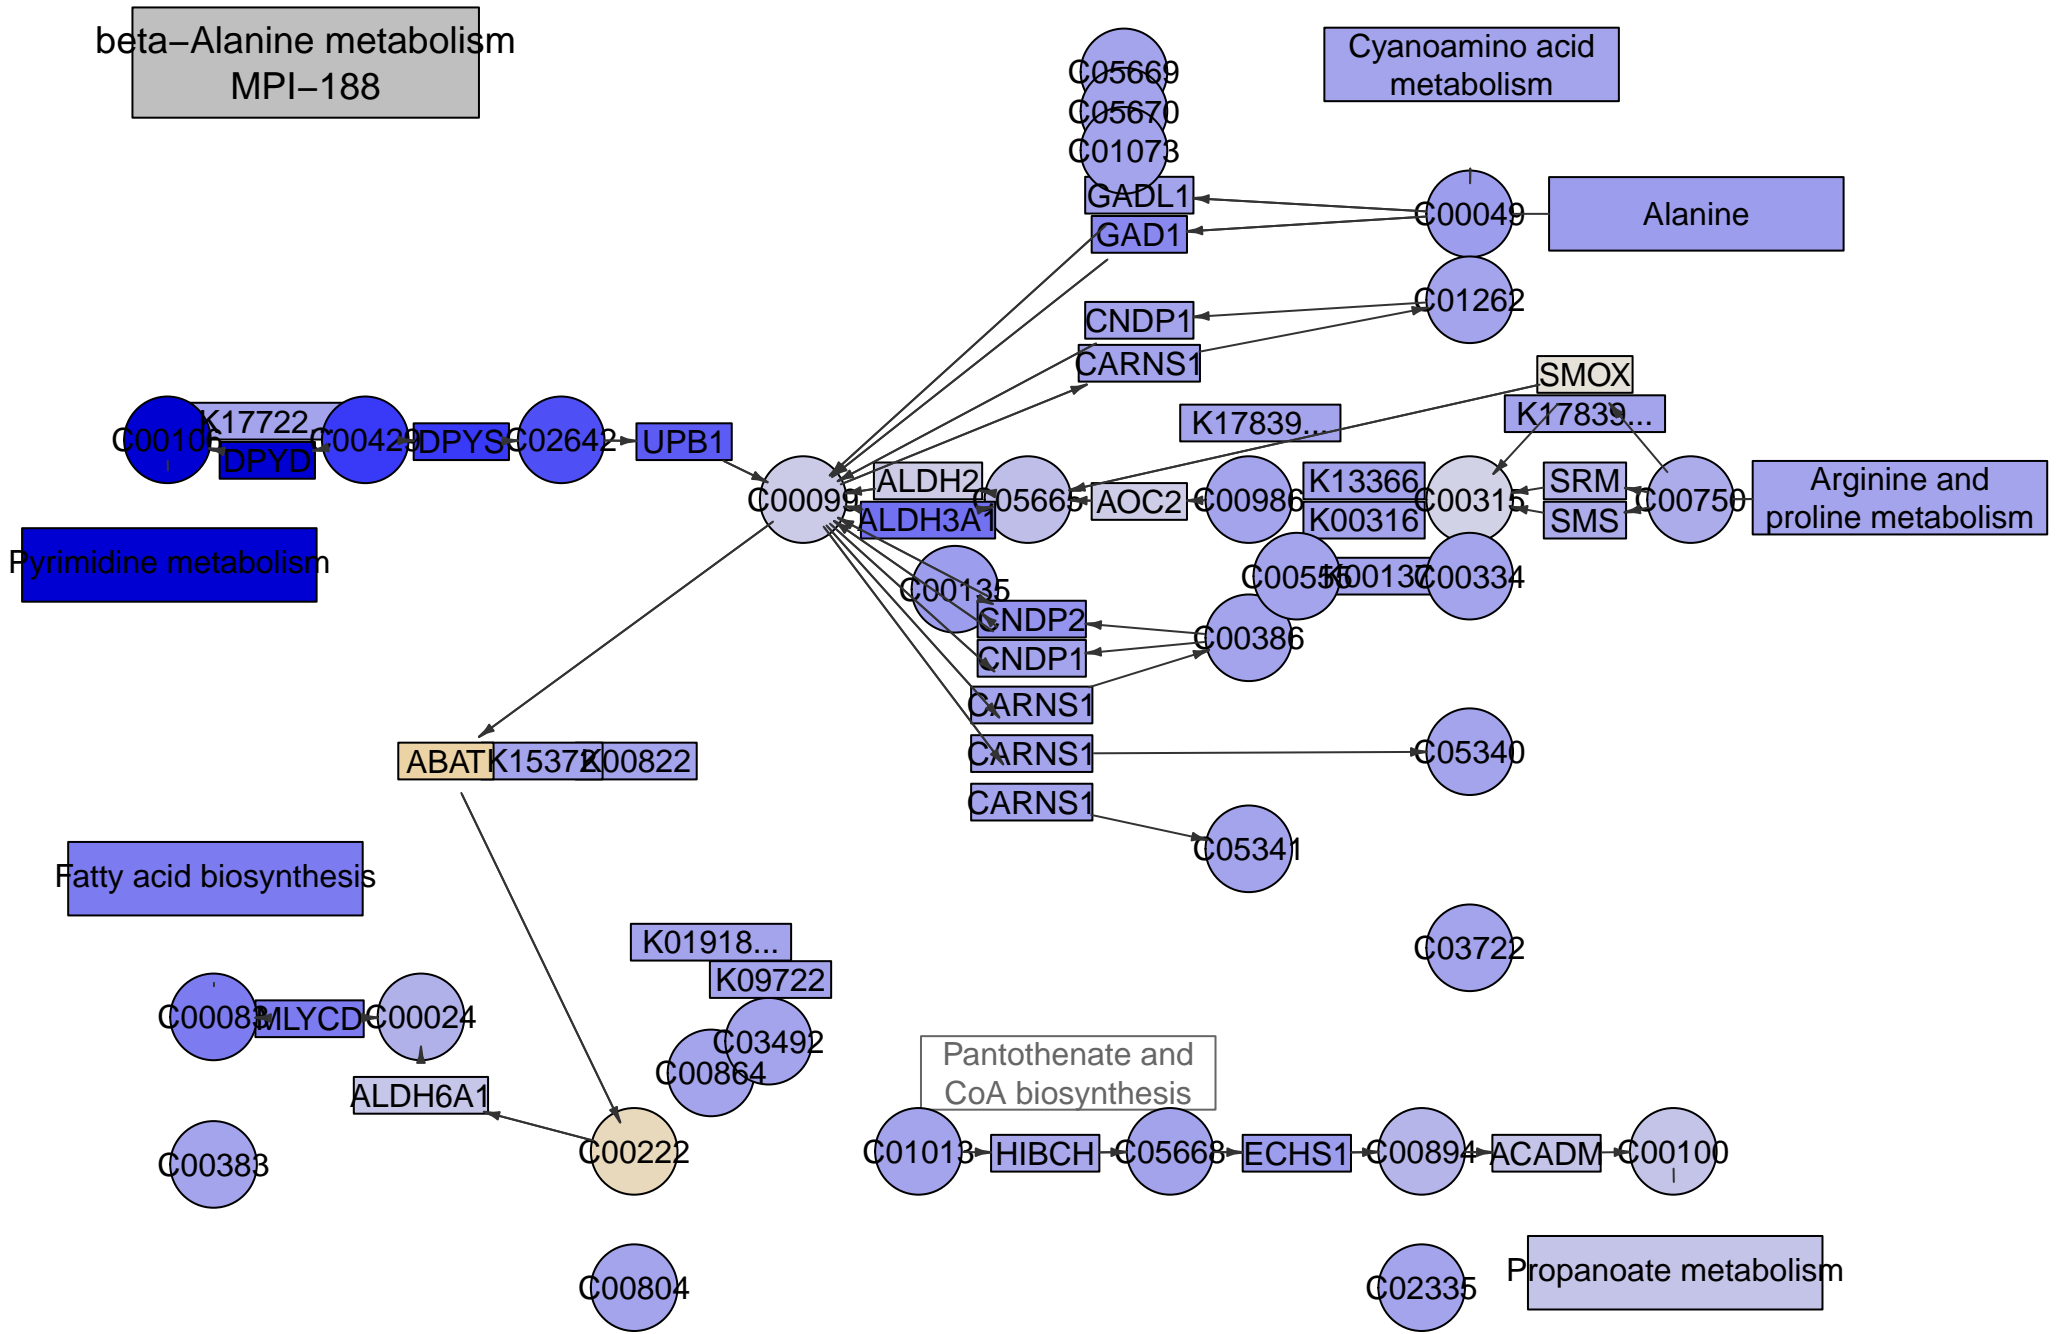 beta−Alanine metabolism
MPI−188
C05669
C05670
C01073
Cyanoamino acid
metabolism
GADL1
GAD1
C00049
Alanine
C01262
CNDP1
CARNS1
SMOX
K17839...
K17839...
C00106
K17722...
DPYD
C00429
DPYS
C02642
UPB1
C00099
ALDH2
ALDH3A1
C05665
AOC2
C00986
K13366
K00316
C00315
SRM
SMS
C00750
Arginine and
proline metabolism
Pyrimidine metabolism
C00135
C00555
K00137
C00334
CNDP2
CNDP1
C00386
CARNS1
CARNS1
CARNS1
C05340
C05341
ABAT
K15372
K00822
Fatty acid biosynthesis
K01918...
K09722
C03722
C00083
MLYCD
C00024
C03492
C00864
ALDH6A1
Pantothenate and
CoA biosynthesis
C00383
C00222
C01013
HIBCH
C05668
ECHS1
C00894
ACADM
C00100
C00804
C02335
Propanoate metabolism